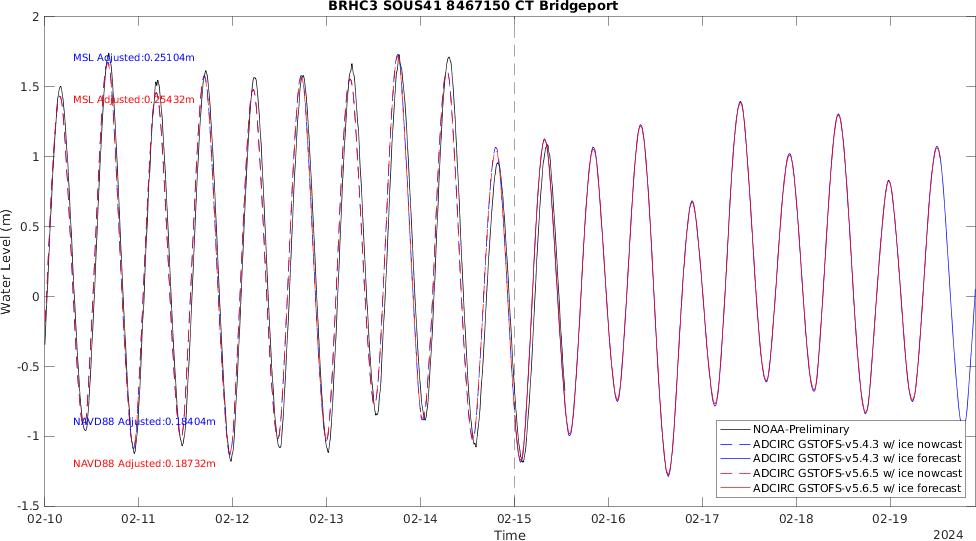 BRHC3 SOUS41 8467150 CT Bridgeport
2
MSL Adjusted:0.25104m
1.5
MSL Adjusted:0.25432m
1
0.5
Water Level (m)
0
-0.5
NAVD88 Adjusted:0.18404m
NOAA-Preliminary
-1
ADCIRC GSTOFS-v5.4.3 w/ ice nowcast
ADCIRC GSTOFS-v5.4.3 w/ ice forecast
NAVD88 Adjusted:0.18732m
ADCIRC GSTOFS-v5.6.5 w/ ice nowcast
ADCIRC GSTOFS-v5.6.5 w/ ice forecast
-1.5
02-10 02-11 02-12 02-13 02-14 02-15 02-16 02-17 02-18 02-19
Time
2024